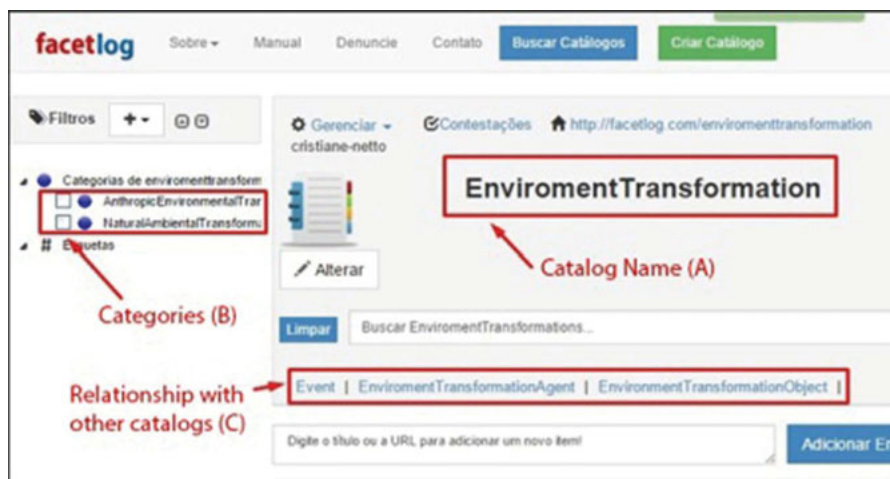 facetlog Sobre Manual Denuncie Contato Buscar Catálogos Criar Catálogo
Filtros
Gerenciar Contestações http://facetlog.com/enviromenttransformation
cristiane-netto
Categorias de enviromenttransform
AnthropicEnvironmentalTrar
NaturalAmbientalTransforma
# Etiquetas
EnviromentTransformation
Alterar
Catalog Name (A)
Categories (B)
Limpar Buscar EnviromentTransformations...
Relationship with
other catalogs (C)
Event | EnviromentTransformationAgent | EnvironmentTransformationObject |
Digite o título ou a URL para adicionar um novo item!
Adicionar En